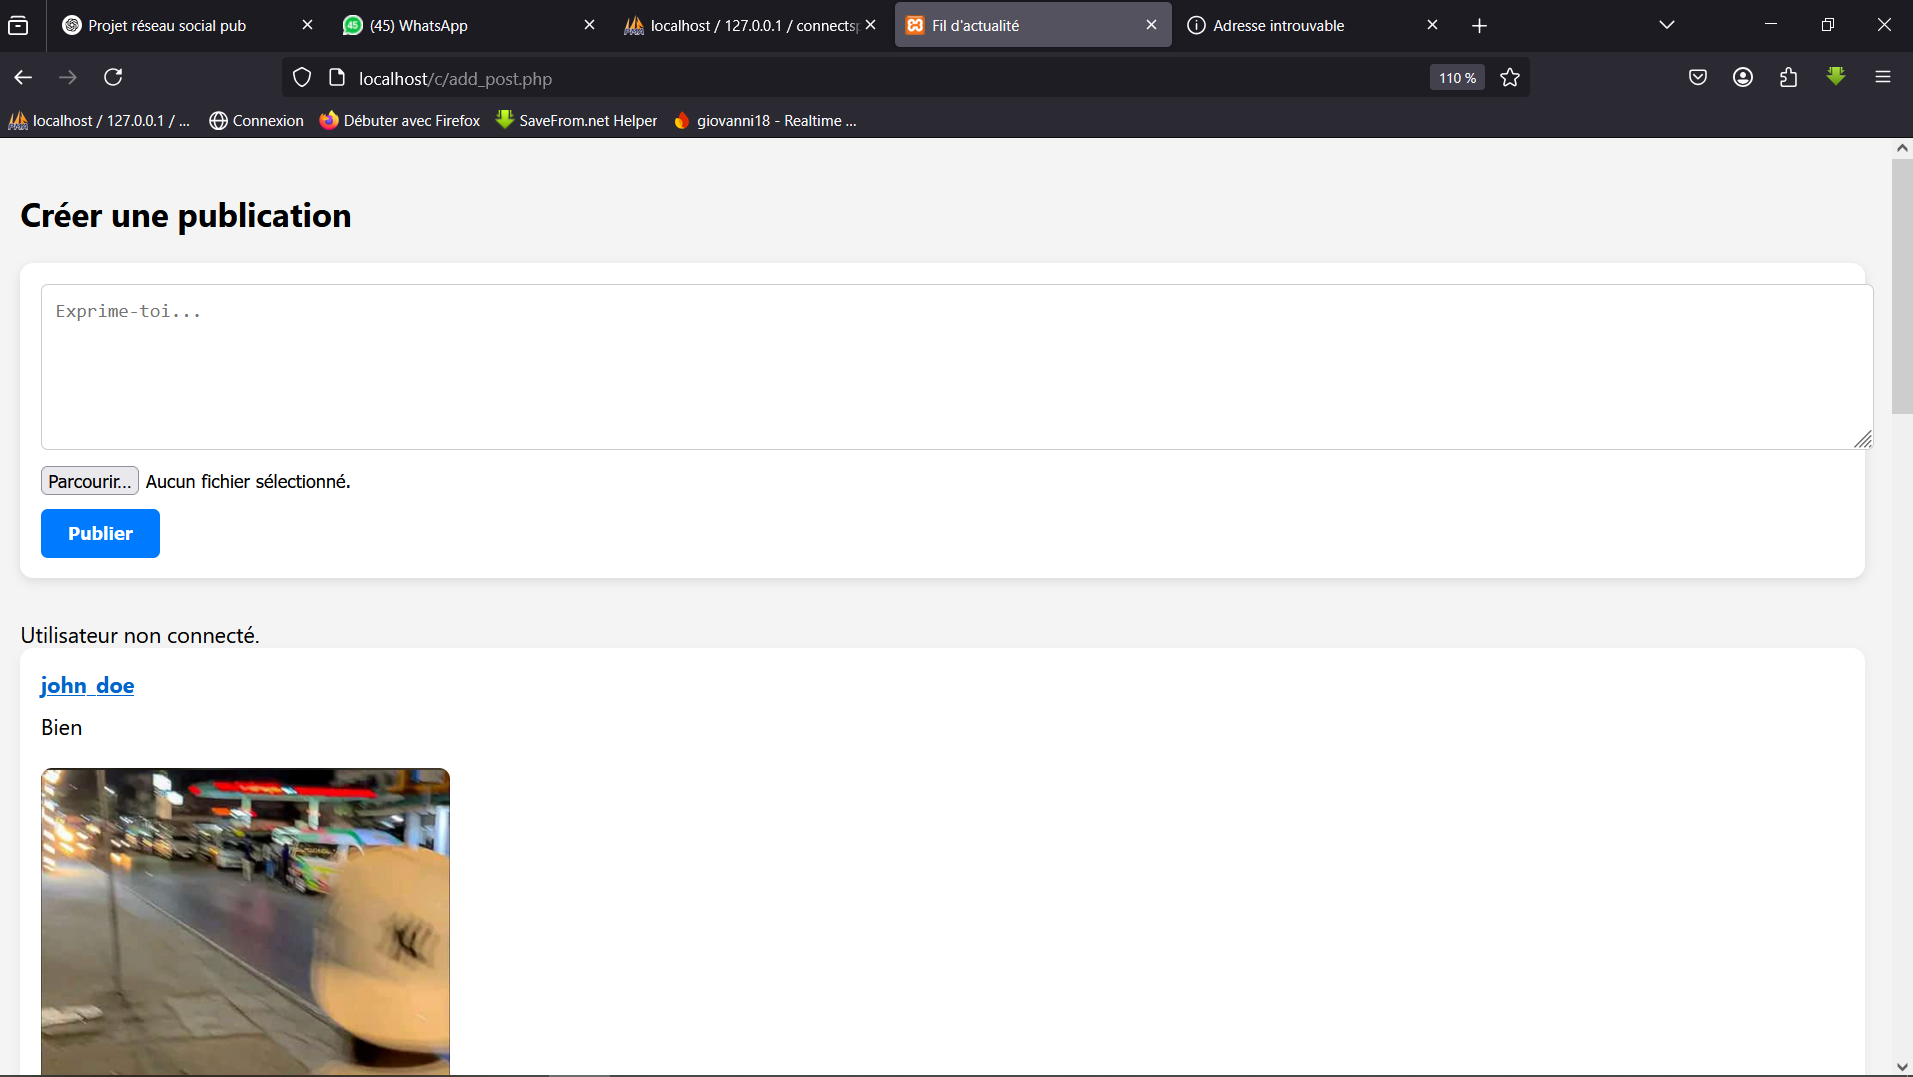 Projet réseau social pub
45 (45) WhatsApp
localhost / 127.0.0.1 / connectsp
Fil d'actualité
Adresse introuvable
localhost/c/add_post.php
110 %
localhost / 127.0.0.1 / ...
Connexion
Débuter avec Firefox
SaveFrom.net Helper
giovanni18 - Realtime ...
Créer une publication
Exprime-toi...
Parcourir... Aucun fichier sélectionné.
Publier
Utilisateur non connecté.
john_doe
Bien